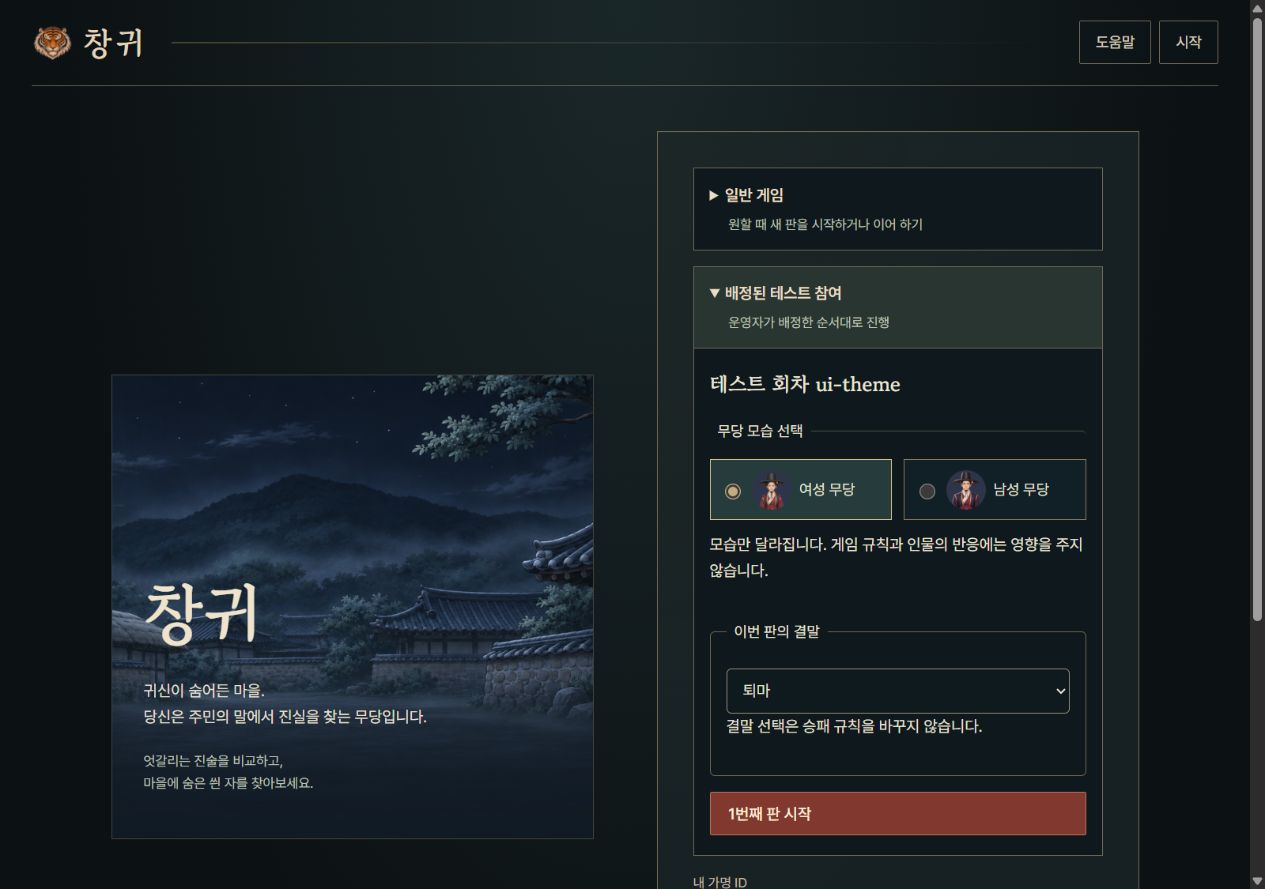 창귀
도움말
시작
창귀
귀신이 숨어든 마을.
당신은 주민의 말에서 진실을 찾는 무당입니다.
엇갈리는 진술을 비교하고,
마을에 숨은 씐 자를 찾아보세요.
▶ 일반 게임
원할 때 새 판을 시작하거나 이어 하기
▼ 배정된 테스트 참여
운영자가 배정한 순서대로 진행
테스트 회차 ui-theme
무당 모습 선택
여성 무당
남성 무당
모습만 달라집니다. 게임 규칙과 인물의 반응에는 영향을 주지
않습니다.
이번 판의 결말
퇴마
결말 선택은 승패 규칙을 바꾸지 않습니다.
1번째 판 시작
내 가명 ID